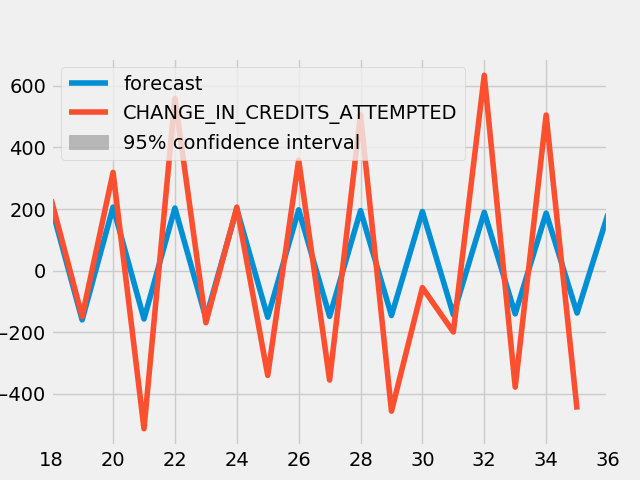 forecast
CHANGE_IN_CREDITS_ATTEMPTED
95% confidence interval
600
400
200
0
−200
−400
18 20 22 24 26 28 30 32 34 36